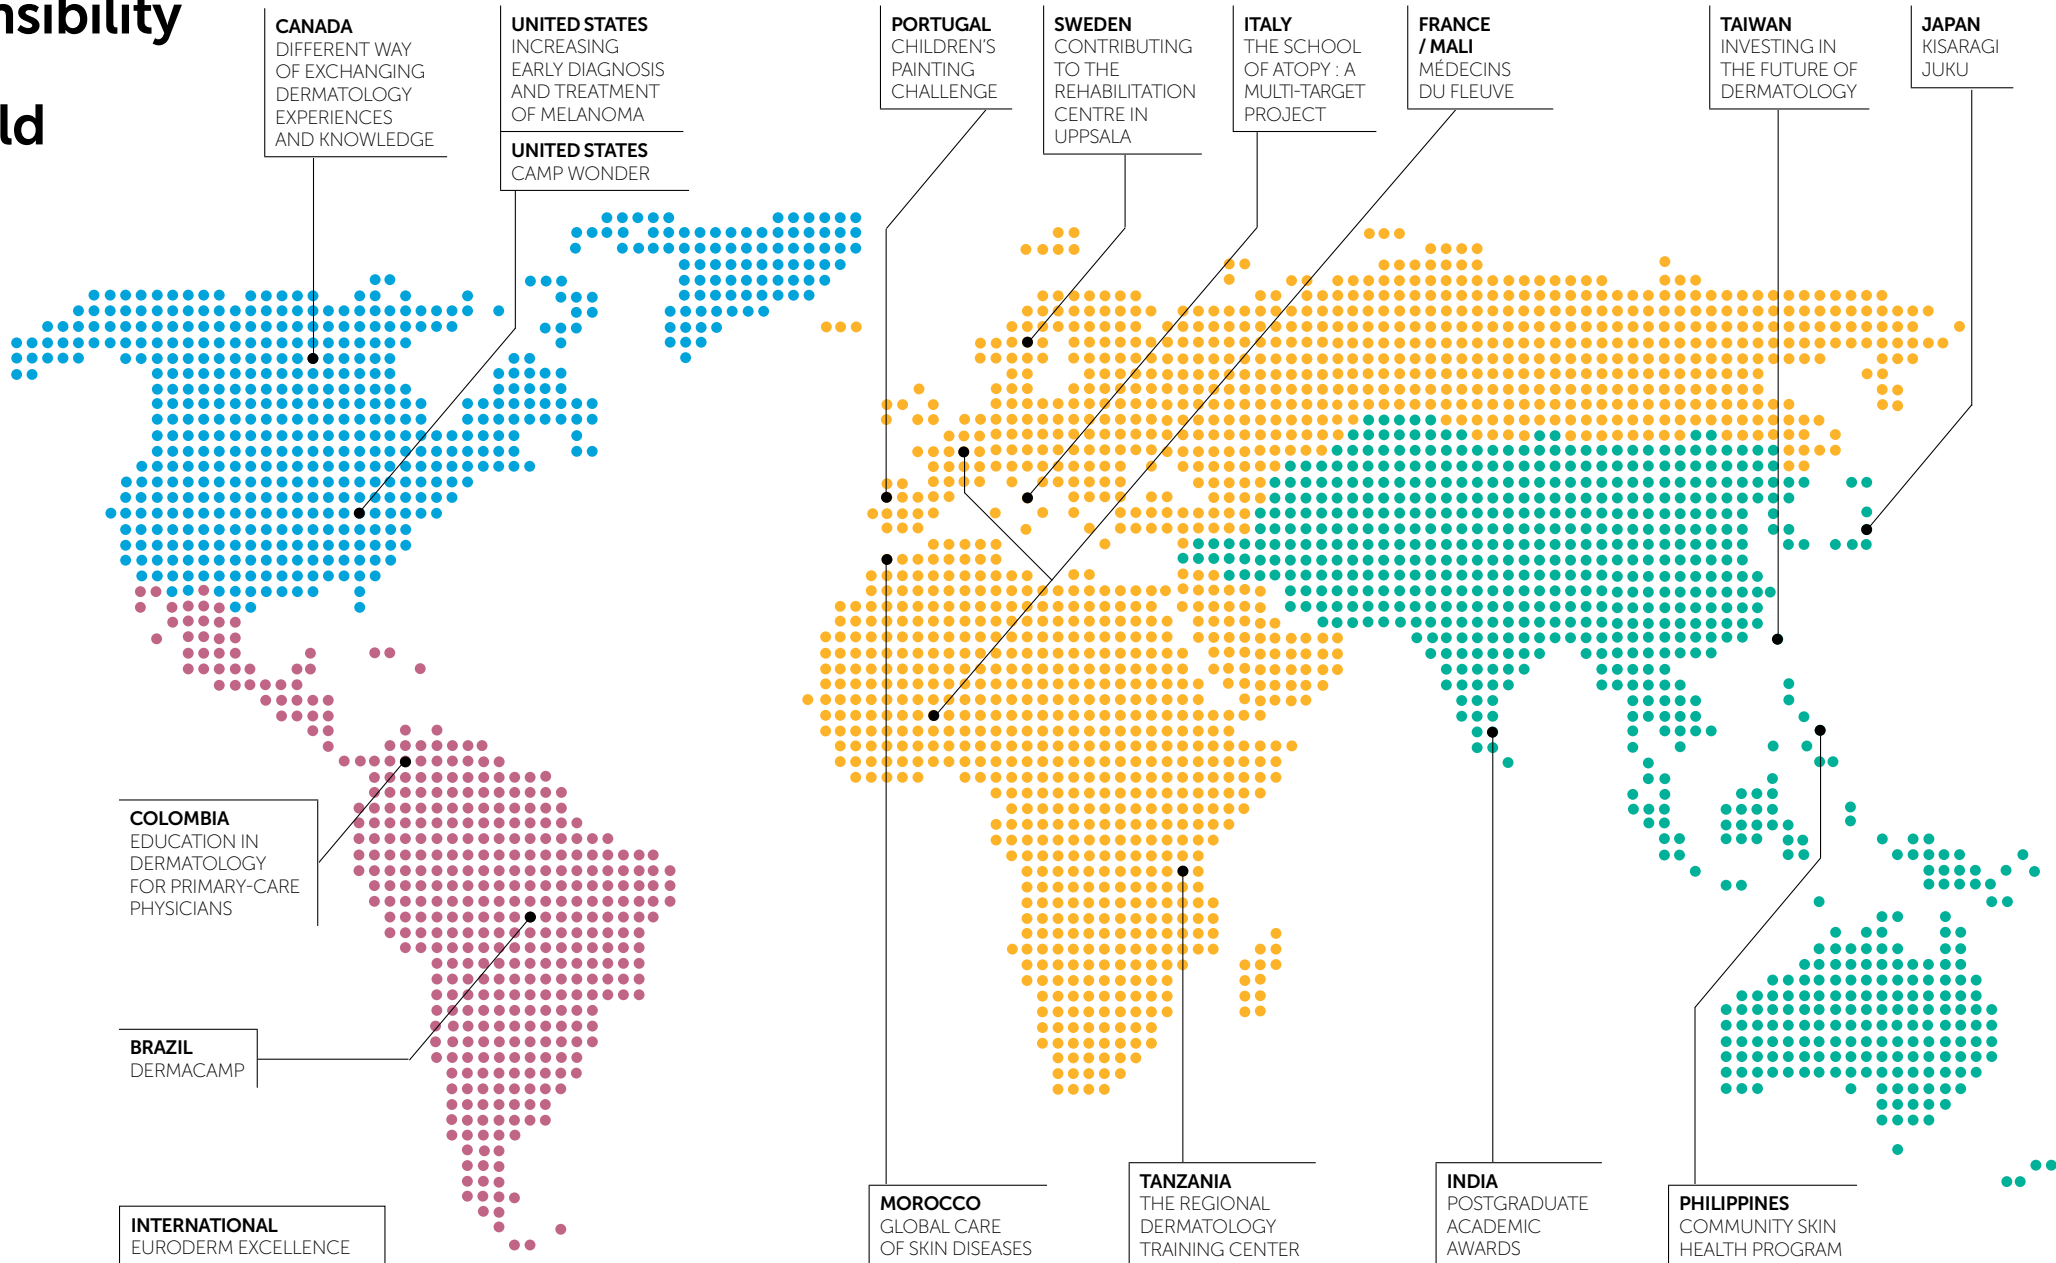 nsibility
ld
CANADA
DIFFERENT WAY
OF EXCHANGING
DERMATOLOGY
EXPERIENCES
AND KNOWLEDGE
UNITED STATES
INCREASING
EARLY DIAGNOSIS
AND TREATMENT
OF MELANOMA
UNITED STATES
CAMP WONDER
PORTUGAL
CHILDREN'S
PAINTING
CHALLENGE
SWEDEN
CONTRIBUTING
TO THE
REHABILITATION
CENTRE IN
UPPSALA
ITALY
THE SCHOOL
OF ATOPY : A
MULTI-TARGET
PROJECT
FRANCE
/ MALI
MÉDECINS
DU FLEUVE
TAIWAN
INVESTING IN
THE FUTURE OF
DERMATOLOGY
JAPAN
KISARAGI
JUKU
COLOMBIA
EDUCATION IN
DERMATOLOGY
FOR PRIMARY-CARE
PHYSICIANS
BRAZIL
DERMACAMP
INTERNATIONAL
EURODERM EXCELLENCE
MOROCCO
GLOBAL CARE
OF SKIN DISEASES
TANZANIA
THE REGIONAL
DERMATOLOGY
TRAINING CENTER
INDIA
POSTGRADUATE
ACADEMIC
AWARDS
PHILIPPINES
COMMUNITY SKIN
HEALTH PROGRAM